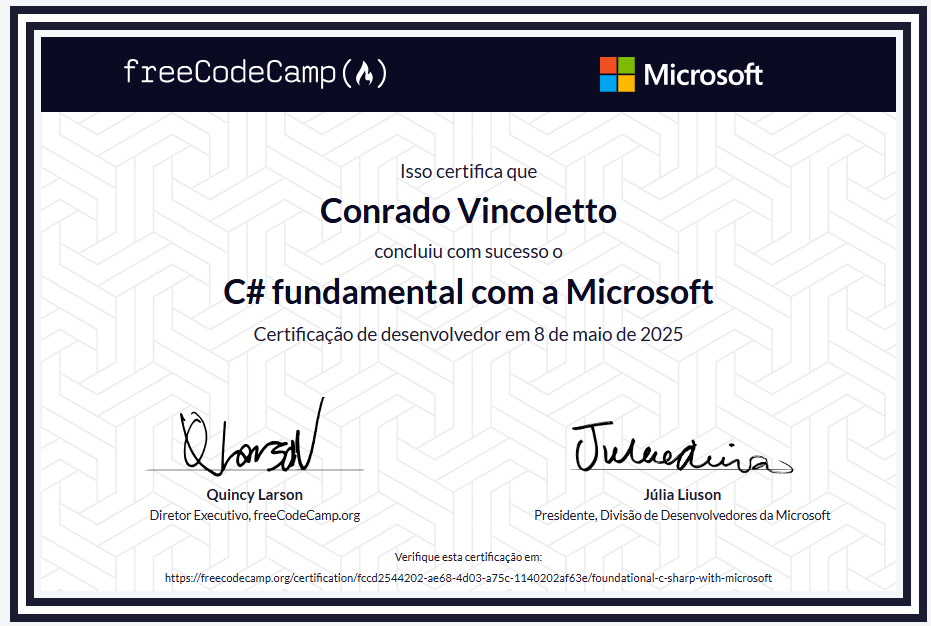 freeCodeCamp(🔥)
Microsoft
Isso certifica que
Conrado Vincoletto
concluiu com sucesso o
C# fundamental com a Microsoft
Certificação de desenvolvedor em 8 de maio de 2025
Quincy Larson
Diretor Executivo, freeCodeCamp.org
Júlia Liuson
Presidente, Divisão de Desenvolvedores da Microsoft
Verifique esta certificação em:
https://freecodecamp.org/certification/fccd2544202-ae68-4d03-a75c-1140202af63e/foundational-c-sharp-with-microsoft